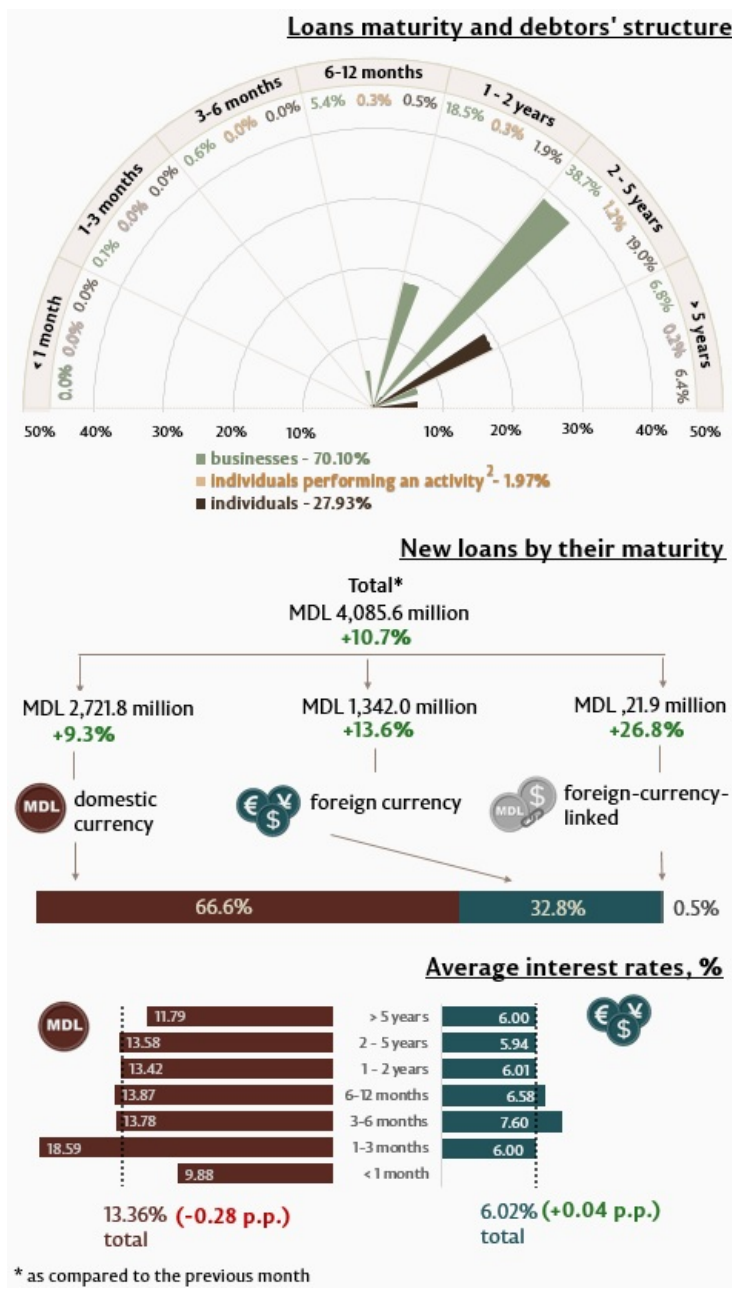 Loans maturity and debtors' structure
< 1 month
1-3 months
3-6 months
6-12 months
1 - 2 years
2 - 5 years
> 5 years
0.0% 0.0% 0.0%
0.1% 0.0% 0.0%
0.6% 0.0% 0.0%
5.4% 0.3% 0.5%
18.5% 0.3% 1.9%
38.7% 1.2% 19.0%
6.8% 0.2% 6.4%
50% 40% 30% 20% 10% 10% 20% 30% 40% 50%
businesses - 70.10%
individuals performing an activity 2- 1.97%
individuals - 27.93%
New loans by their maturity
Total*
MDL 4,085.6 million
+10.7%
MDL 2,721.8 million
+9.3%
MDL 1,342.0 million
+13.6%
MDL ,21.9 million
+26.8%
MDL
domestic
currency
€ ¥ $
foreign currency
MDL $
foreign-currency-
linked
66.6% 32.8% 0.5%
Average interest rates, %
MDL
€ ¥ $
11.79 > 5 years 6.00
13.58 2 - 5 years 5.94
13.42 1 - 2 years 6.01
13.87 6-12 months 6.58
13.78 3-6 months 7.60
18.59 1-3 months 6.00
9.88 < 1 month
13.36% (-0.28 p.p.)
total
6.02% (+0.04 p.p.)
total
* as compared to the previous month